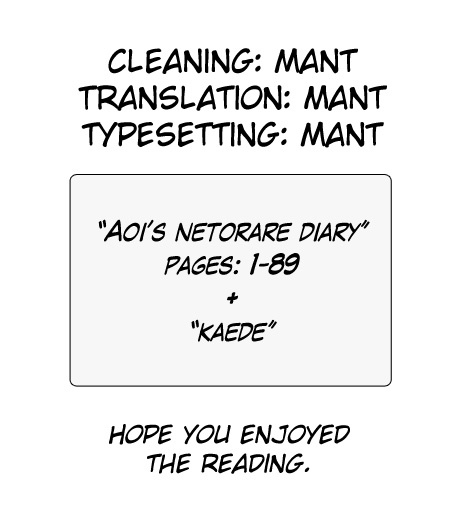 CLEANING: MANT
TRANSLATION: MANT
TYPESETTING: MANT
"AOI'S NETORARE DIARY"
PAGES: 1-89
+
"KAEDE"
HOPE YOU ENJOYED
THE READING.